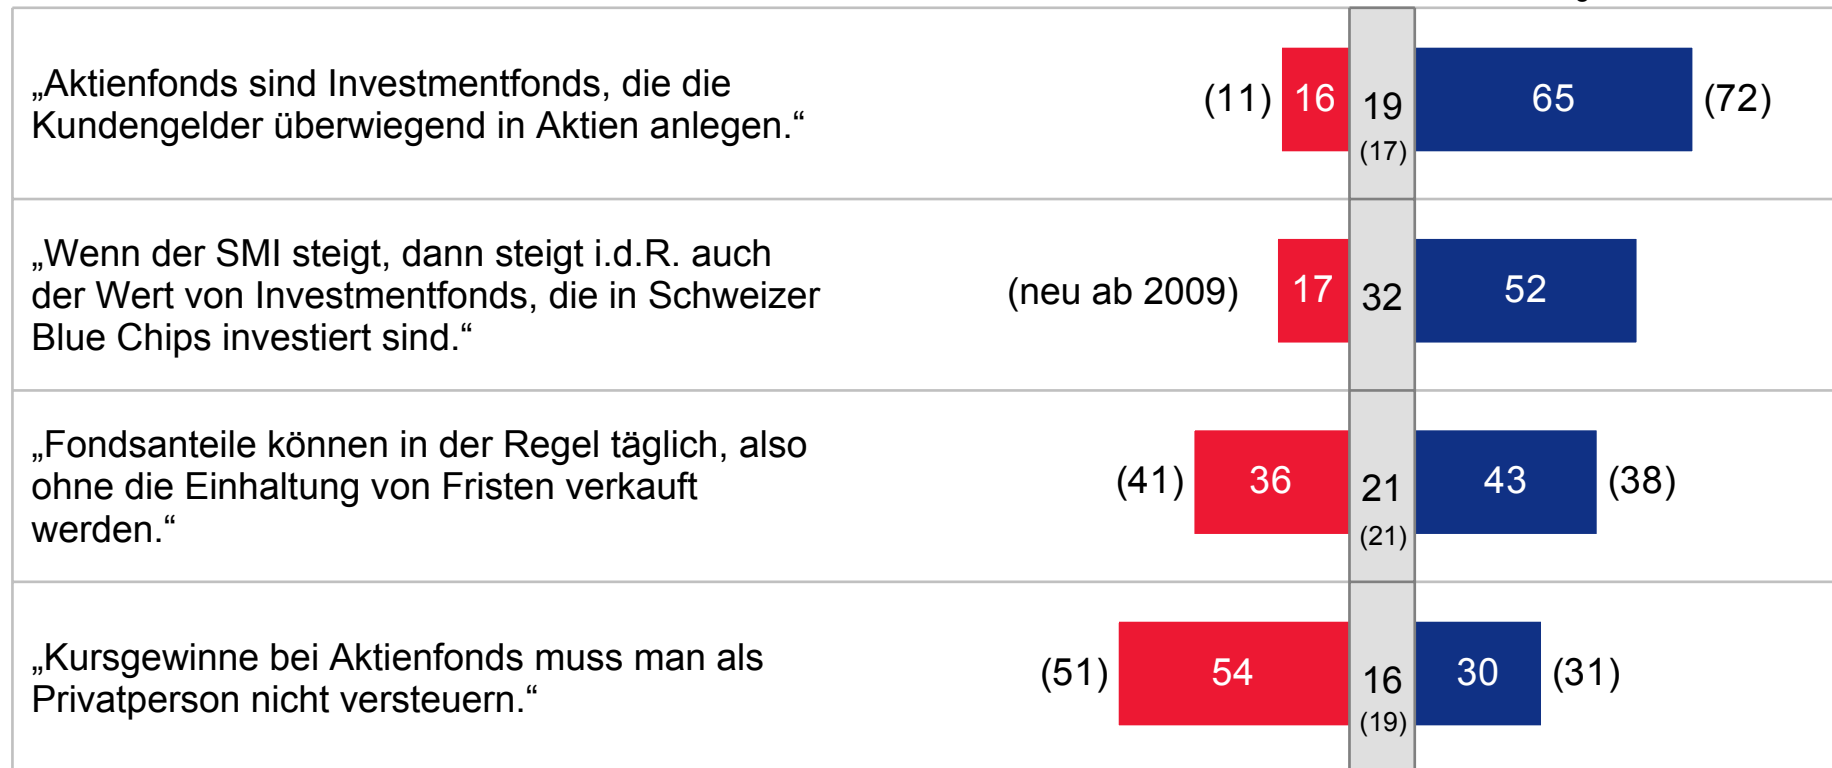 „Aktienfonds sind Investmentfonds, die die
Kundengelder überwiegend in Aktien anlegen.“
(11) 16 19 65 (72)
(17)
„Wenn der SMI steigt, dann steigt i.d.R. auch
der Wert von Investmentfonds, die in Schweizer
Blue Chips investiert sind.“
(neu ab 2009) 17 32 52
„Fondsanteile können in der Regel täglich, also
ohne die Einhaltung von Fristen verkauft
werden.“
(41) 36 21 43 (38)
(21)
„Kursgewinne bei Aktienfonds muss man als
Privatperson nicht versteuern.“
(51) 54 16 30 (31)
(19)